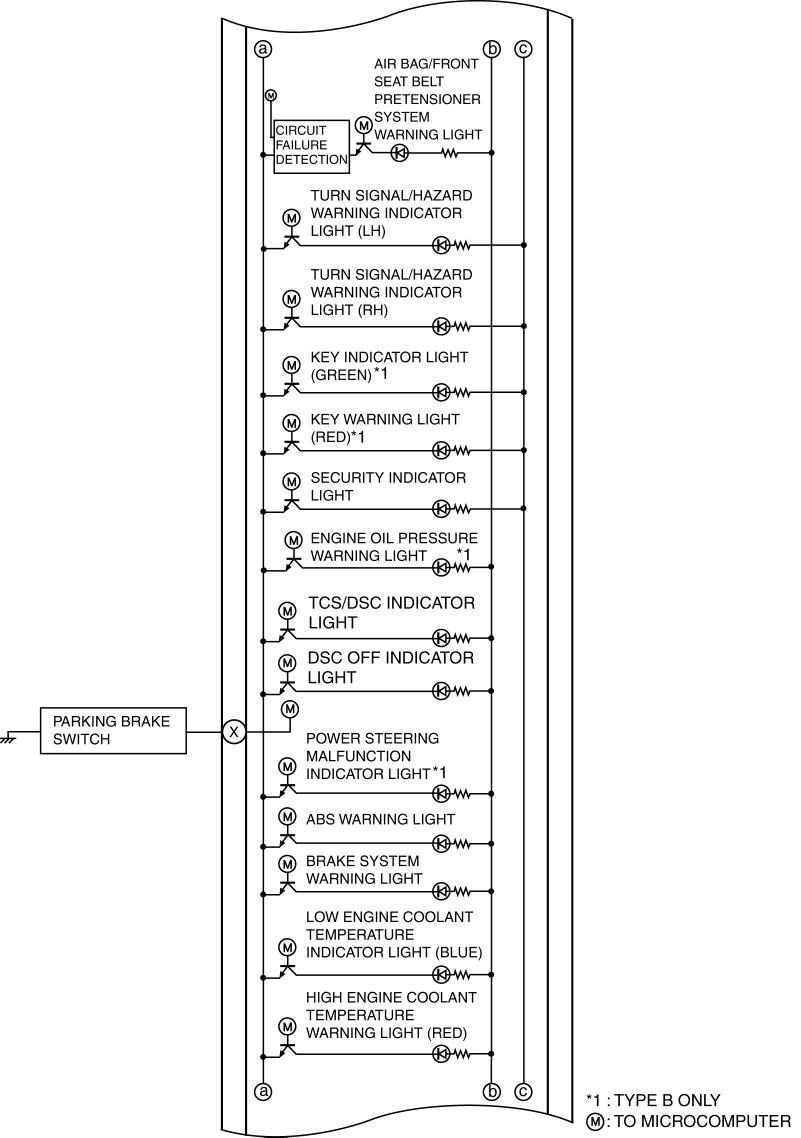 a b c
AIR BAG/FRONT
SEAT BELT
PRETENSIONER
SYSTEM
WARNING LIGHT
M
M
CIRCUIT
FAILURE
DETECTION
TURN SIGNAL/HAZARD
WARNING INDICATOR
LIGHT (LH)
M
TURN SIGNAL/HAZARD
WARNING INDICATOR
LIGHT (RH)
M
KEY INDICATOR LIGHT
(GREEN)*1
M
KEY WARNING LIGHT
(RED)*1
M
SECURITY INDICATOR
LIGHT
M
ENGINE OIL PRESSURE
WARNING LIGHT *1
M
TCS/DSC INDICATOR
LIGHT
M
DSC OFF INDICATOR
LIGHT
M
M
PARKING BRAKE
SWITCH
X
POWER STEERING
MALFUNCTION
INDICATOR LIGHT*1
M
ABS WARNING LIGHT
M
BRAKE SYSTEM
WARNING LIGHT
M
LOW ENGINE COOLANT
TEMPERATURE
INDICATOR LIGHT (BLUE)
M
HIGH ENGINE COOLANT
TEMPERATURE
WARNING LIGHT (RED)
M
a b c
*1 : TYPE B ONLY
M : TO MICROCOMPUTER